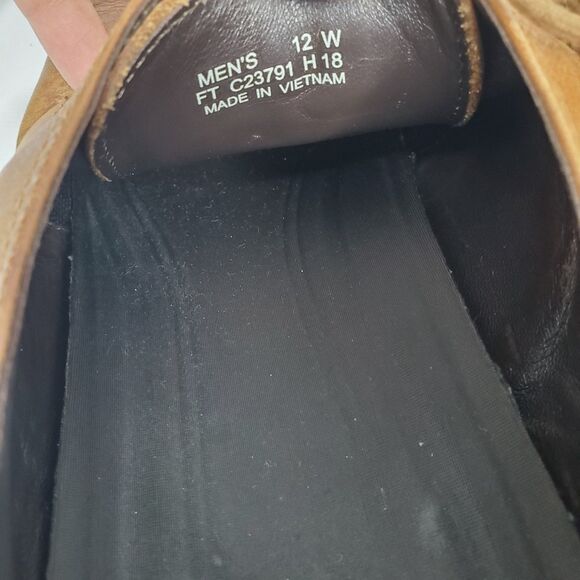 MEN'S 12 W
FT C23791 H18
MADE IN VIETNAM